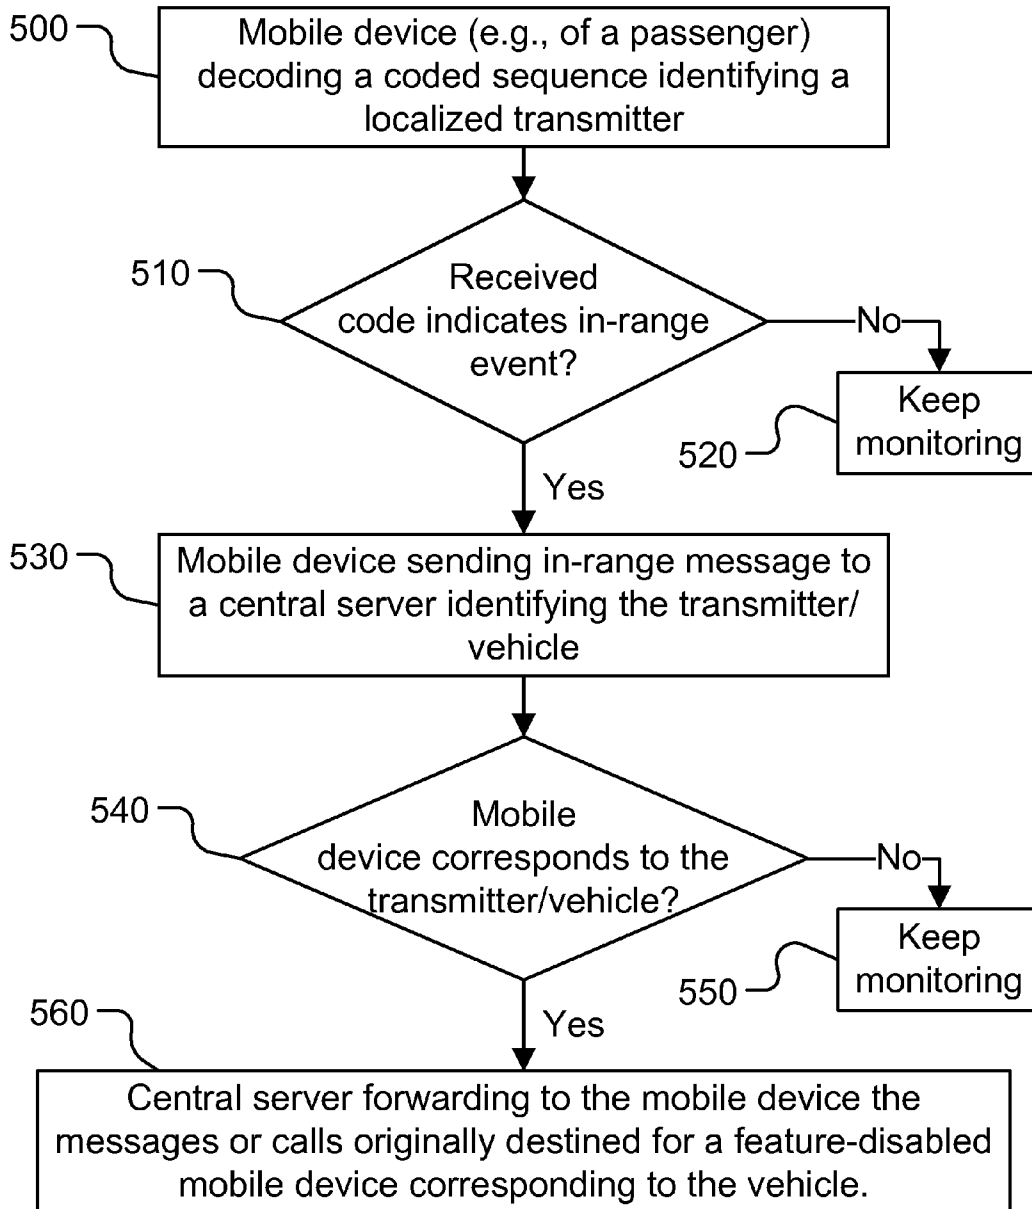 500
Mobile device (e.g., of a passenger)
decoding a coded sequence identifying a
localized transmitter
510
Received
code indicates in-range
event?
No
520
Keep
monitoring
Yes
530
Mobile device sending in-range message to
a central server identifying the transmitter/
vehicle
540
Mobile
device corresponds to the
transmitter/vehicle?
No
550
Keep
monitoring
Yes
560
Central server forwarding to the mobile device the
messages or calls originally destined for a feature-disabled
mobile device corresponding to the vehicle.